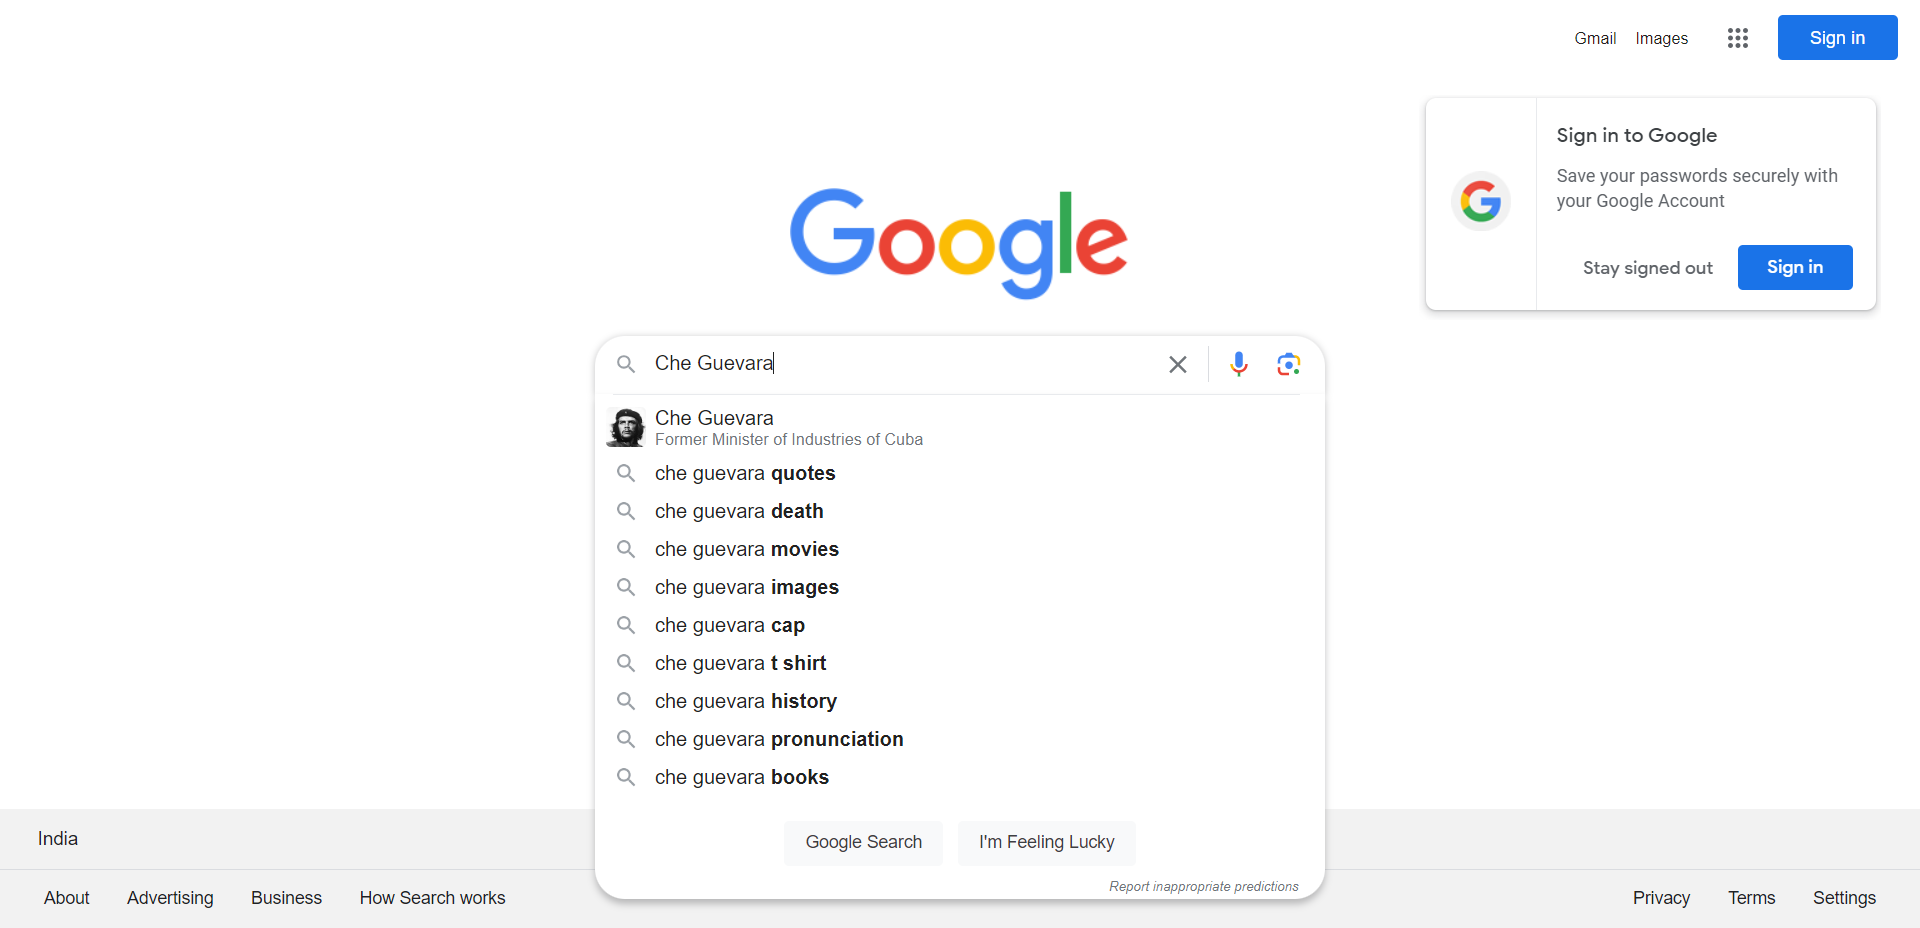 Gmail Images Sign in
Sign in to Google
Save your passwords securely with
your Google Account
Stay signed out Sign in
Google
Che Guevara
Che Guevara
Former Minister of Industries of Cuba
che guevara quotes
che guevara death
che guevara movies
che guevara images
che guevara cap
che guevara t shirt
che guevara history
che guevara pronunciation
che guevara books
Google Search I'm Feeling Lucky
Report inappropriate predictions
India
About Advertising Business How Search works Privacy Terms Settings